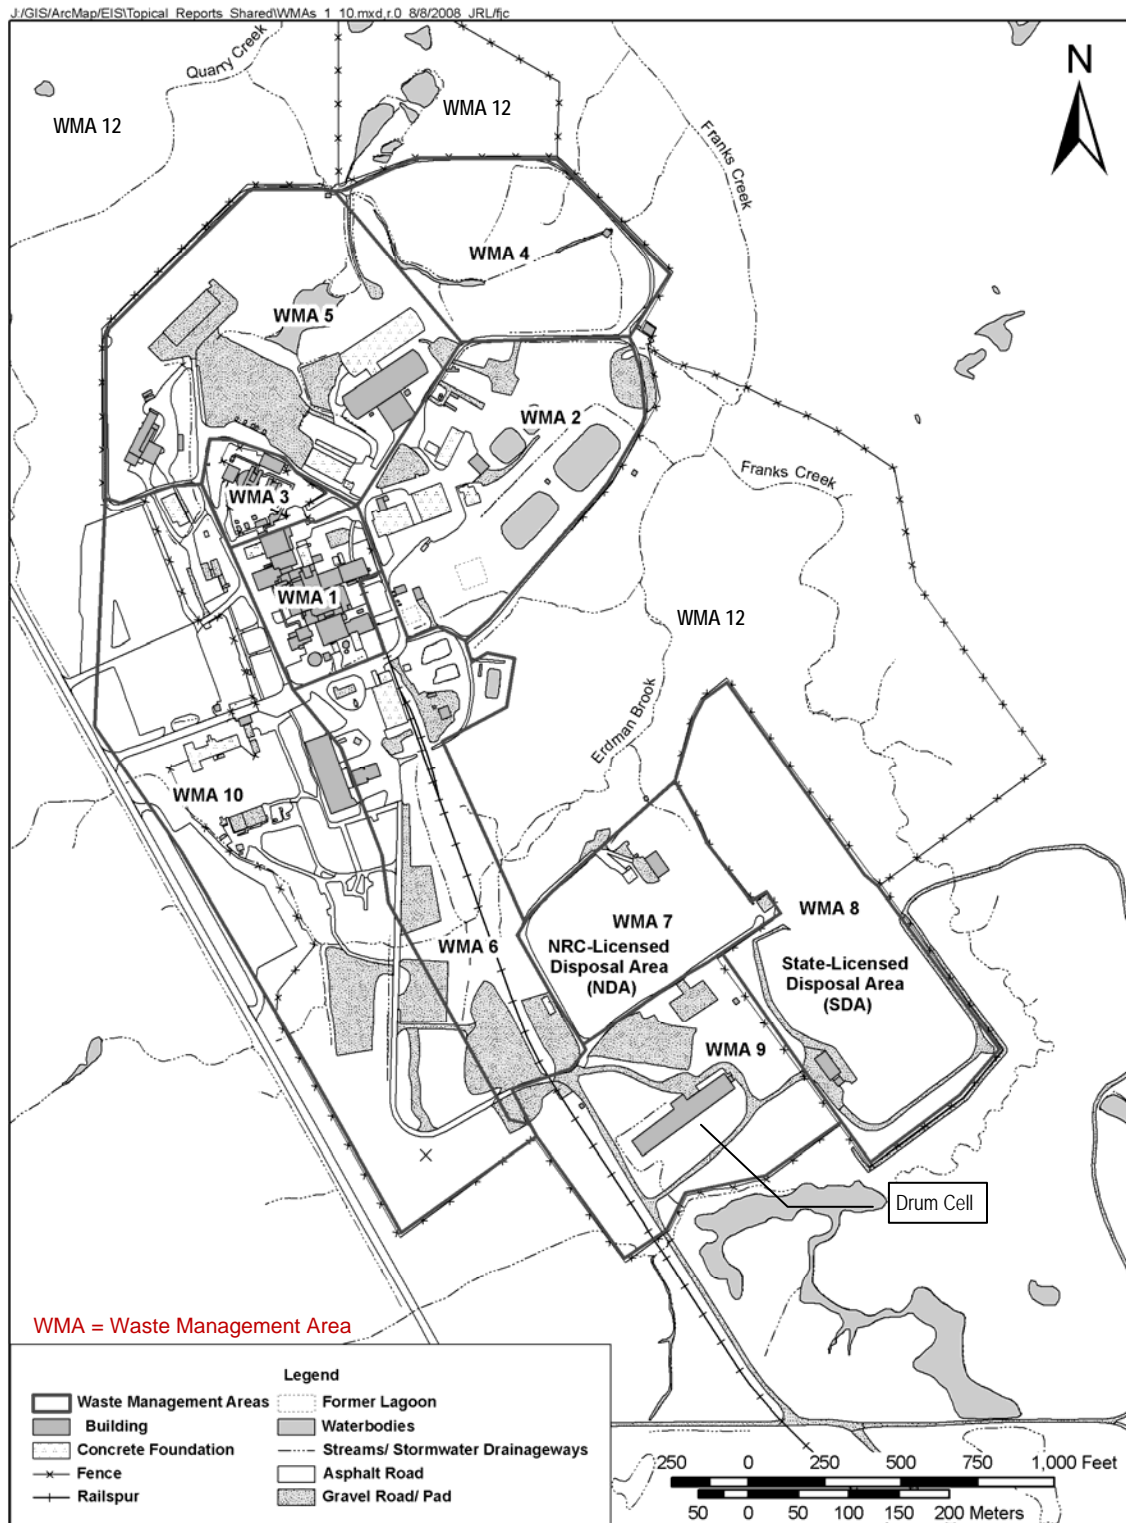 J:/GIS/ArcMap/EIS\Topical_Reports_Shared\WMAs_1_10.mxd,r.0 8/8/2008 JRL/fjc
Quarry Creek
WMA 12
WMA 12
N
Franks Creek
WMA 4
WMA 5
WMA 2
Franks Creek
WMA 3
WMA 1
WMA 12
Erdman Brook
WMA 10
WMA 7
NRC-Licensed
Disposal Area
(NDA)
WMA 8
State-Licensed
Disposal Area
(SDA)
WMA 6
WMA 9
Drum Cell
WMA = Waste Management Area
Legend
Waste Management Areas
Former Lagoon
Building
Waterbodies
Concrete Foundation
Streams/ Stormwater Drainageways
Fence
Asphalt Road
Railspur
Gravel Road/ Pad
250 0 250 500 750 1,000 Feet
50 0 50 100 150 200 Meters